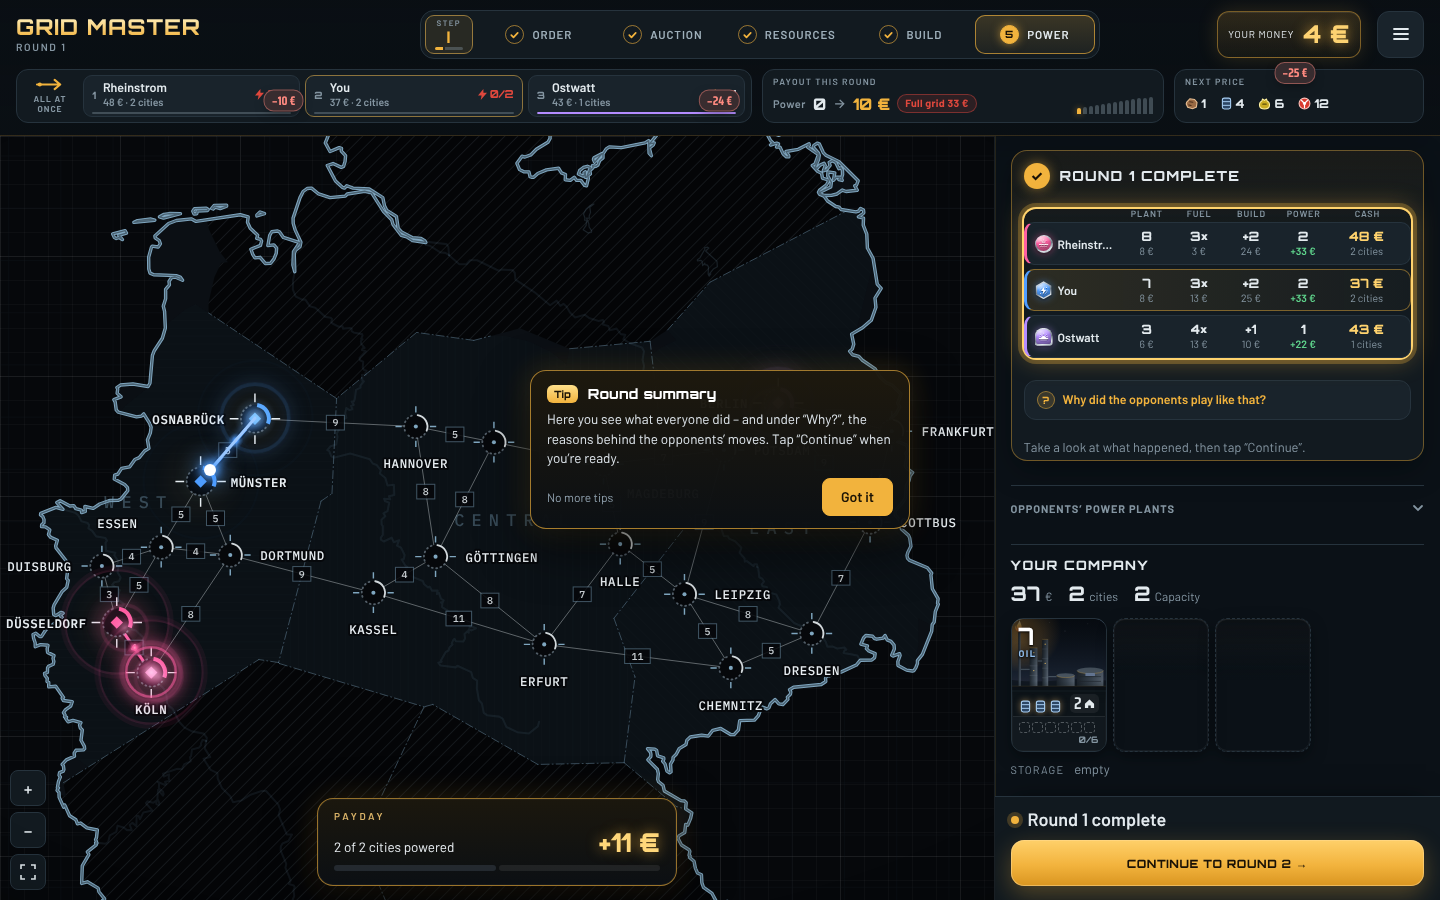 GRID MASTER
ROUND 1
STEP
I
ORDER
AUCTION
RESOURCES
BUILD
5 POWER
YOUR MONEY 4 €
-25 €
ALL AT ONCE
1 Rheinstrom
48 € · 2 cities
-10 €
2 You
37 € · 2 cities
0/2
3 Ostwatt
43 € · 1 cities
-24 €
PAYOUT THIS ROUND
Power 0 → 10 € Full grid 33 €
NEXT PRICE
1 4 6 12
OSNABRÜCK
9
HANNOVER
5
FRANKFURT
MÜNSTER
WEST
8
8
5
5
ESSEN
CENTR
COTTBUS
DUISBURG
4
4
DORTMUND
GÖTTINGEN
9
4
5
3
8
HALLE
5
7
LEIPZIG
7
8
8
11
DÜSSELDORF
KASSEL
5
5
11
ERFURT
DRESDEN
KÖLN
CHEMNITZ
Tip Round summary
Here you see what everyone did – and under “Why?”, the
reasons behind the opponents’ moves. Tap “Continue” when
you’re ready.
No more tips
Got it
+
−
PAYDAY
2 of 2 cities powered
+11 €
ROUND 1 COMPLETE
PLANT FUEL BUILD POWER CASH
Rheinstr... 8 3× +2 2 48 €
8 € 3 € 24 € +33 € 2 cities
You 7 3× +2 2 37 €
8 € 13 € 25 € +33 € 2 cities
Ostwatt 3 4× +1 1 43 €
6 € 13 € 10 € +22 € 1 cities
? Why did the opponents play like that?
Take a look at what happened, then tap “Continue”.
OPPONENTS’ POWER PLANTS
YOUR COMPANY
37 € 2 cities 2 Capacity
7
OIL
2
0/6
STORAGE empty
Round 1 complete
CONTINUE TO ROUND 2 →